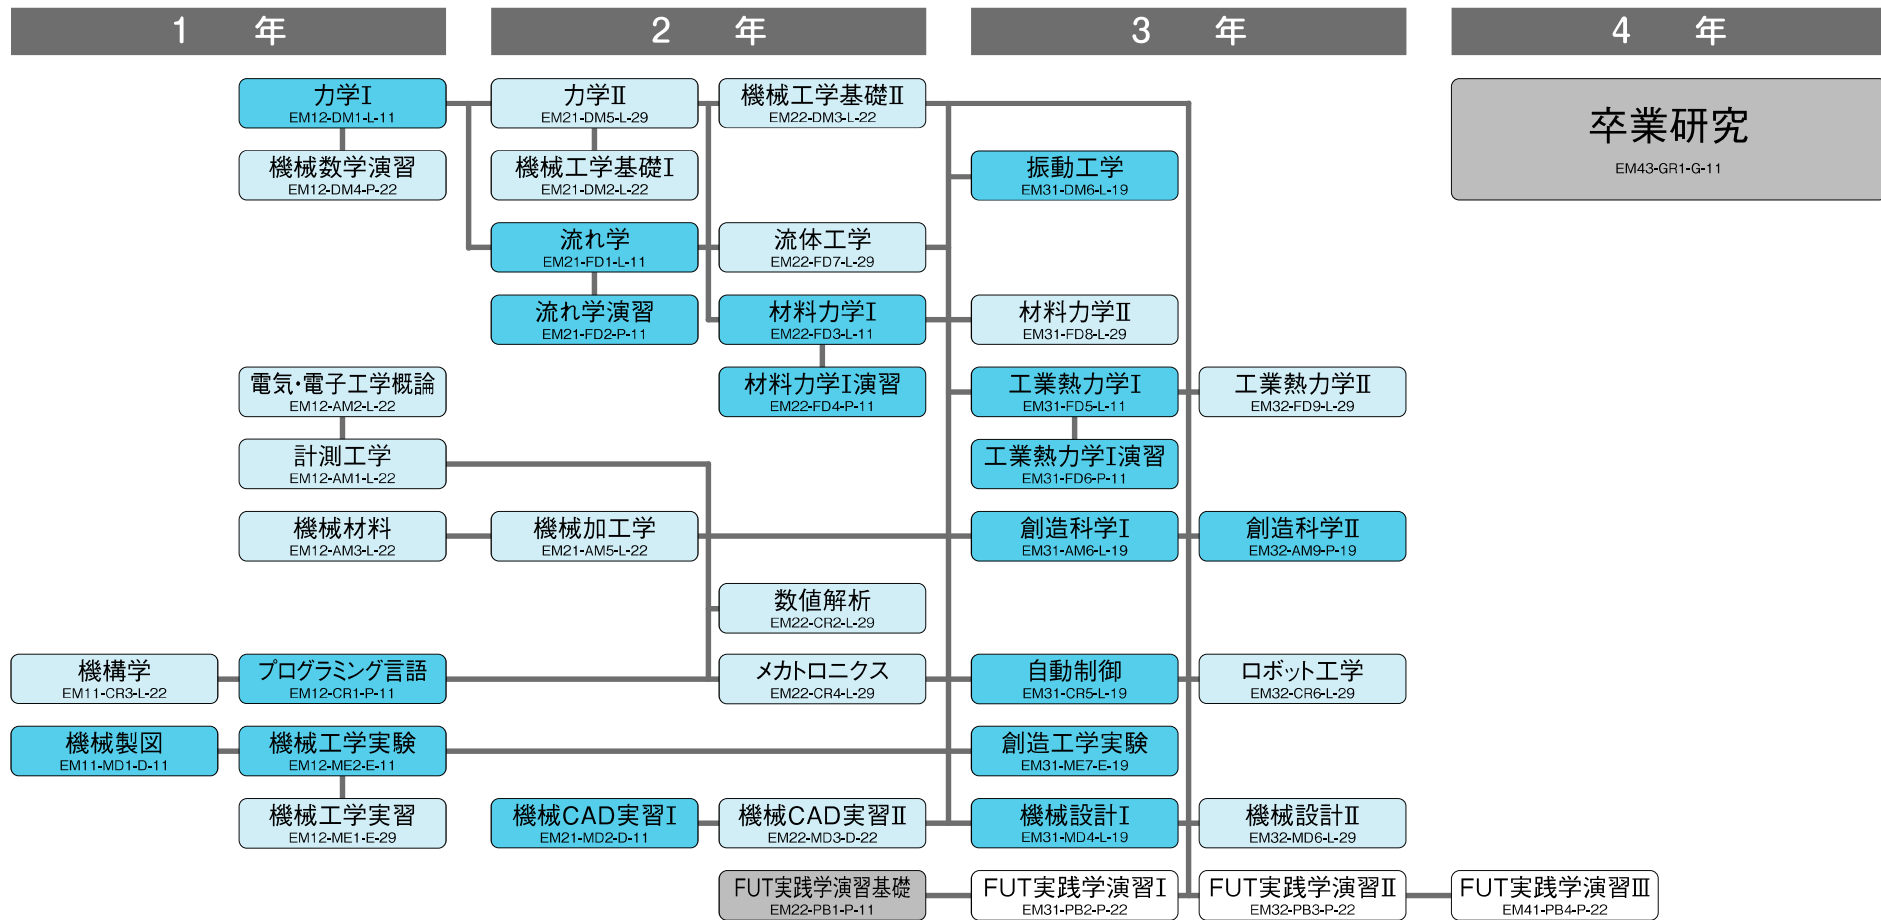 1 年
2 年
3 年
4 年
力学Ⅰ
EM12-DM1-L-11
力学Ⅱ
EM21-DM5-L-29
機械工学基礎Ⅱ
EM22-DM3-L-22
卒業研究
EM43-GR1-G-11
機械数学演習
EM12-DM4-P-22
機械工学基礎Ⅰ
EM21-DM2-L-22
振動工学
EM31-DM6-L-19
流れ学
EM21-FD1-L-11
流体工学
EM22-FD7-L-29
流れ学演習
EM21-FD2-P-11
材料力学Ⅰ
EM22-FD3-L-11
材料力学Ⅱ
EM31-FD8-L-29
電気・電子工学概論
EM12-AM2-L-22
材料力学Ⅰ演習
EM22-FD4-P-11
工業熱力学Ⅰ
EM31-FD5-L-11
工業熱力学Ⅱ
EM32-FD9-L-29
計測工学
EM12-AM1-L-22
工業熱力学Ⅰ演習
EM31-FD6-P-11
機械材料
EM12-AM3-L-22
機械加工学
EM21-AM5-L-22
創造科学Ⅰ
EM31-AM6-L-19
創造科学Ⅱ
EM32-AM9-P-19
数値解析
EM22-CR2-L-29
機構学
EM11-CR3-L-22
プログラミング言語
EM12-CR1-P-11
メカトロニクス
EM22-CR4-L-29
自動制御
EM31-CR5-L-19
ロボット工学
EM32-CR6-L-29
機械製図
EM11-MD1-D-11
機械工学実験
EM12-ME2-E-11
創造工学実験
EM31-ME7-E-19
機械工学実習
EM12-ME1-E-29
機械CAD実習Ⅰ
EM21-MD2-D-11
機械CAD実習Ⅱ
EM22-MD3-D-22
機械設計Ⅰ
EM31-MD4-L-19
機械設計Ⅱ
EM32-MD6-L-29
FUT実践学演習基礎
EM22-PB1-P-11
FUT実践学演習Ⅰ
EM31-PB2-P-22
FUT実践学演習Ⅱ
EM32-PB3-P-22
FUT実践学演習Ⅲ
EM41-PB4-P-22